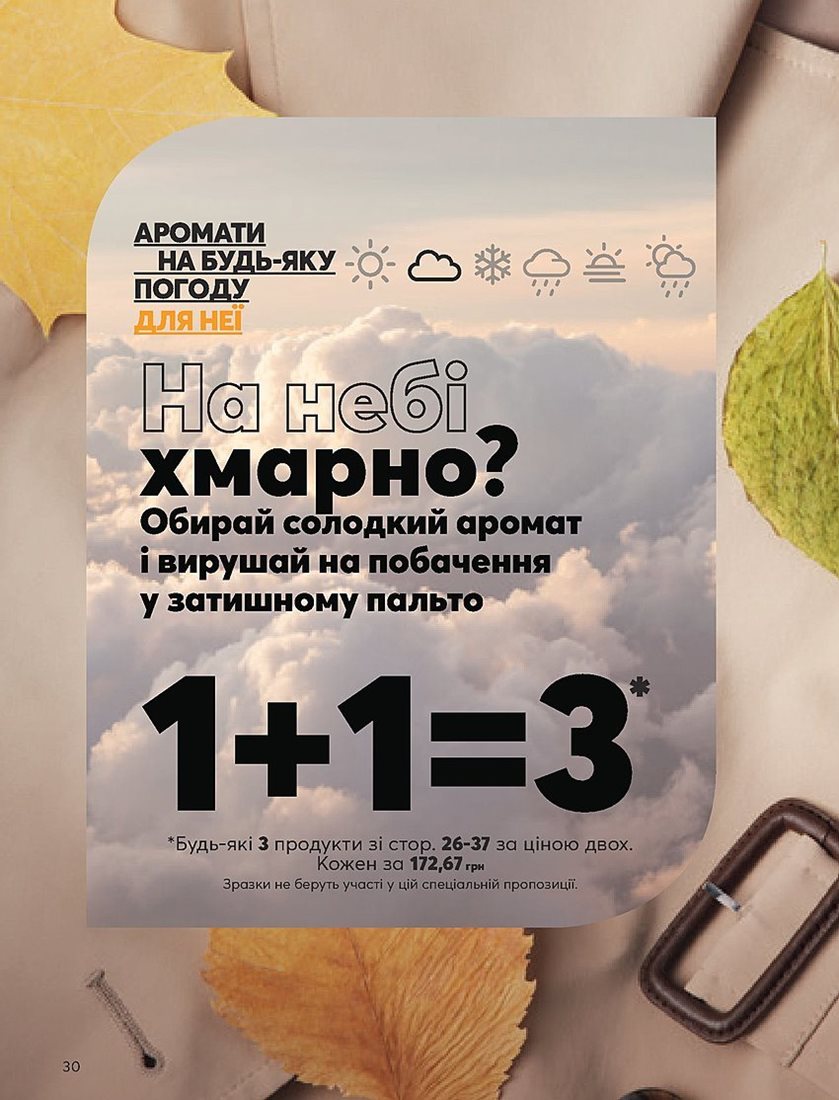 АРОМАТИ
НА БУДЬ-ЯКУ
ПОГОДУ
ДЛЯ НЕЇ
На небі
хмарно?
Обирай солодкий аромат
і вирушай на побачення
у затишному пальто
1+1=3*
*Будь-які 3 продукти зі стор. 26-37 за ціною двох.
Кожен за 172,67 грн
Зразки не беруть участі у цій спеціальній пропозиції.
30